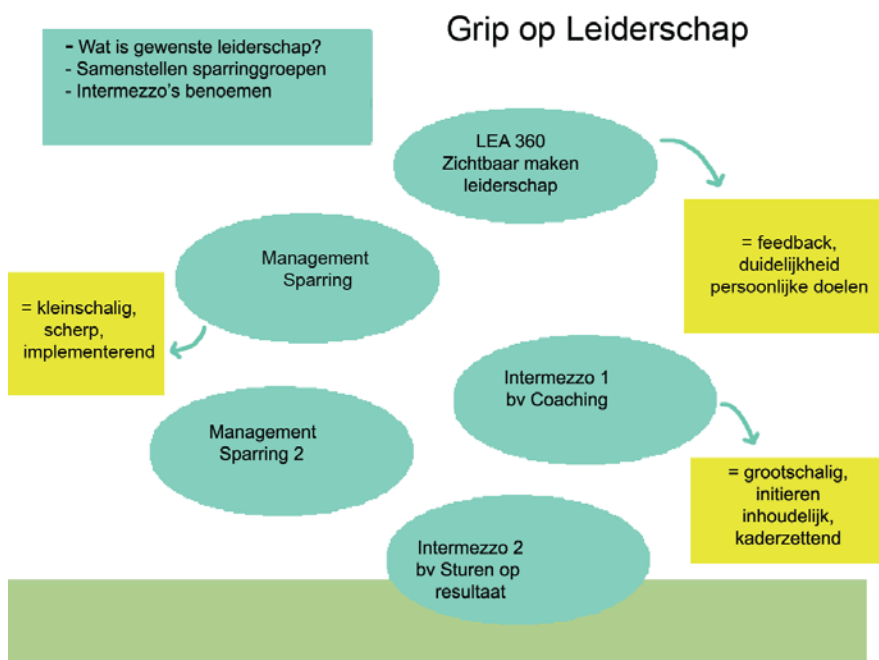 Grip op Leiderschap
- Wat is gewenste leiderschap?
- Samenstellen sparringgroepen
- Intermezzo's benoemen
LEA 360
Zichtbaar maken
leiderschap
= feedback,
duidelijkheid
persoonlijke doelen
Management
Sparring
= kleinschalig,
scherp,
implementerend
Intermezzo 1
bv Coaching
Management
Sparring 2
= grootschalig,
initieren
inhoudelijk,
kaderzettend
Intermezzo 2
bv Sturen op
resultaat